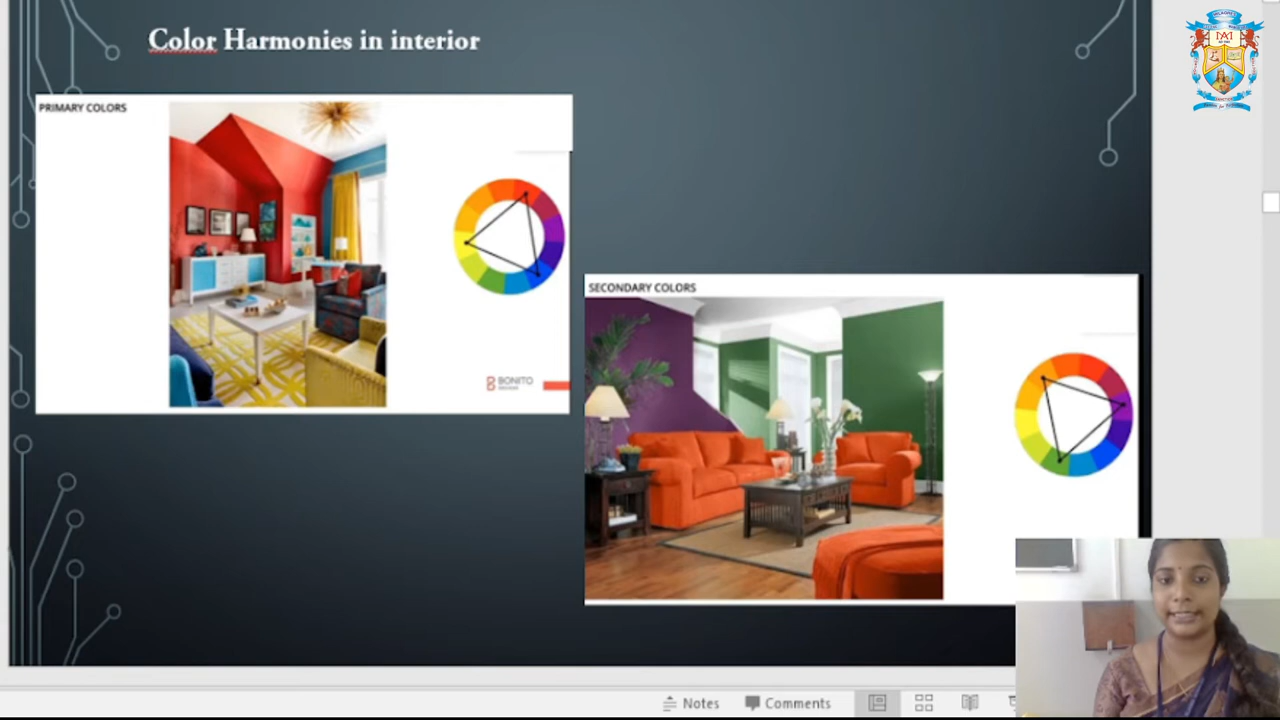 Color Harmonies in interior
PRIMARY COLORS
BONITO
SECONDARY COLORS
Notes
Comments